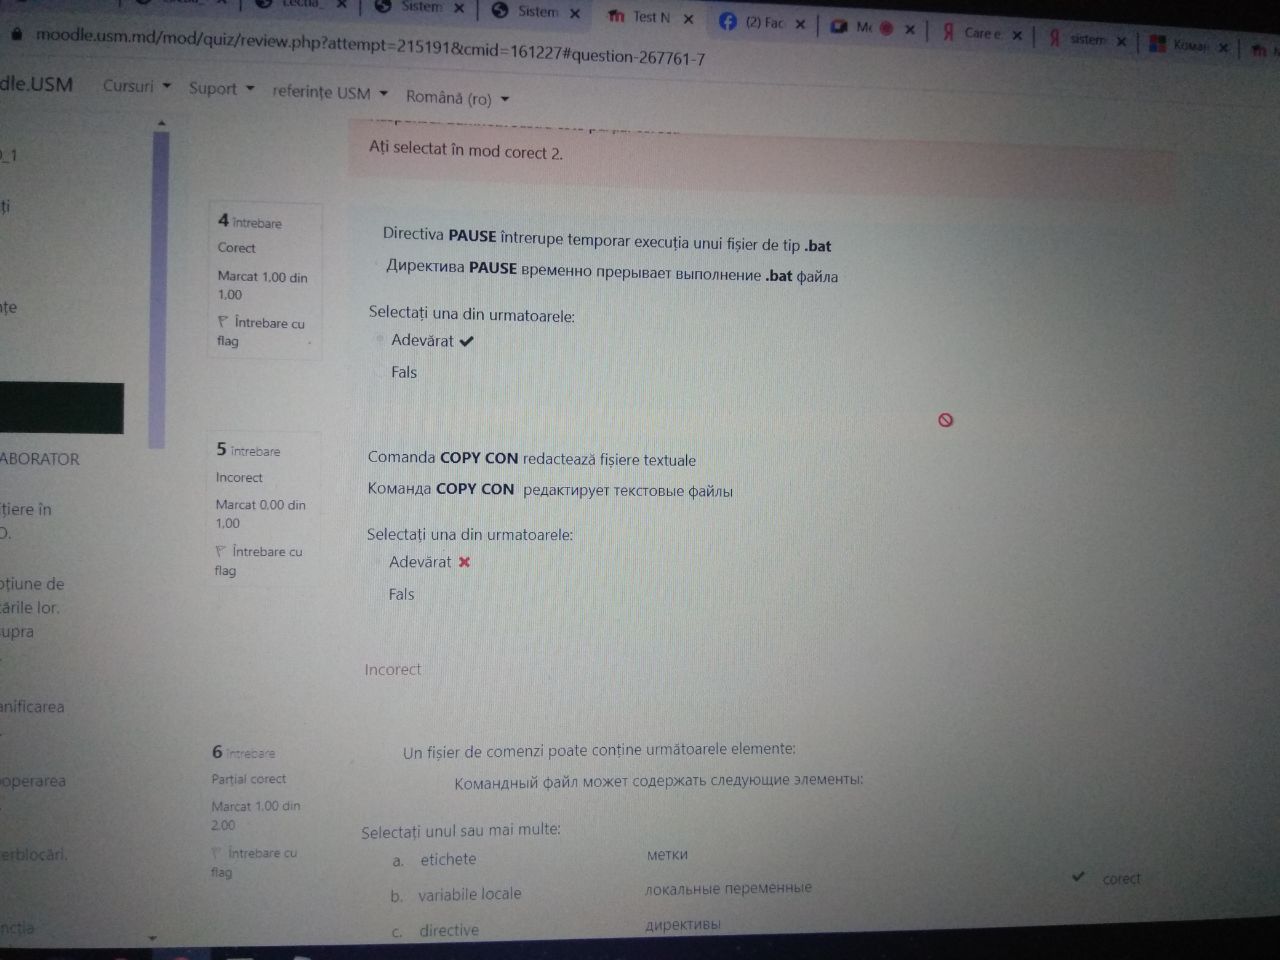 Sistem
Sistem
Test N
(2) Fac
Care e
sistem
moodle.usm.md/mod/quiz/review.php?attempt=215191&cmid=161227#question-267761-7
dle.USM
Cursuri
Suport
referințe USM
Română (ro)
Ați selectat în mod corect 2.
4 întrebare
Corect
Marcat 1,00 din
1,00
Întrebare cu
flag
Directiva PAUSE întrerupe temporar execuția unui fișier de tip .bat
Директива PAUSE временно прерывает выполнение .bat файла
Selectați una din urmatoarele:
Adevărat
Fals
ABORATOR
țiere în
O.
oțiune de
ările lor.
supra
anificarea
operarea
erblocări.
ncția
5 întrebare
Incorect
Marcat 0,00 din
1,00
Întrebare cu
flag
Comanda COPY CON redactează fișiere textuale
Команда COPY CON редактирует текстовые файлы
Selectați una din urmatoarele:
Adevărat
Fals
Incorect
6 întrebare
Parțial corect
Marcat 1,00 din
2,00
Întrebare cu
flag
Un fișier de comenzi poate conține următoarele elemente:
Командный файл может содержать следующие элементы:
Selectați unul sau mai multe:
a. etichete метки
b. variabile locale локальные переменные corect
c. directive директивы